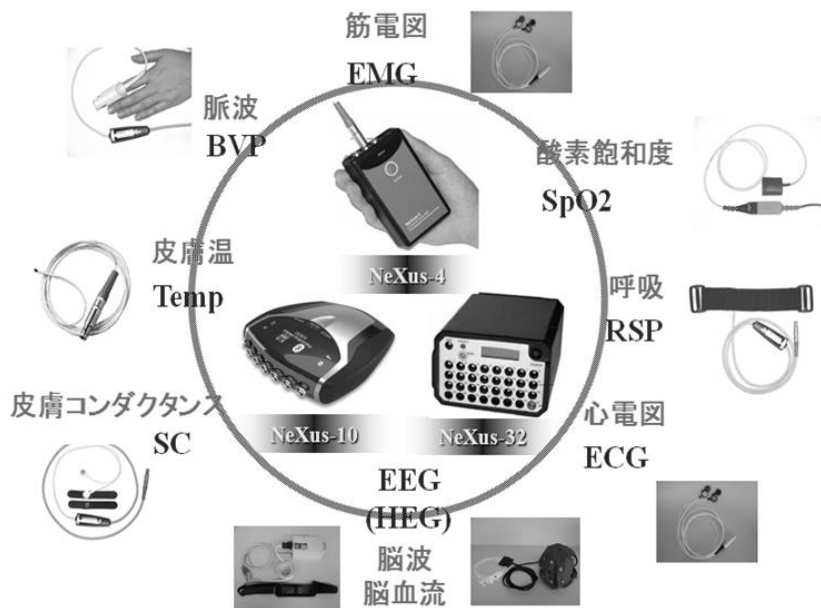 筋電図
EMG
脈波
BVP
酸素飽和度
SpO2
皮膚温
Temp
NeXus-4
呼吸
RSP
皮膚コンダクタンス
SC
NeXus-10
NeXus-32
心電図
ECG
EEG
(HEG)
脳波
脳血流